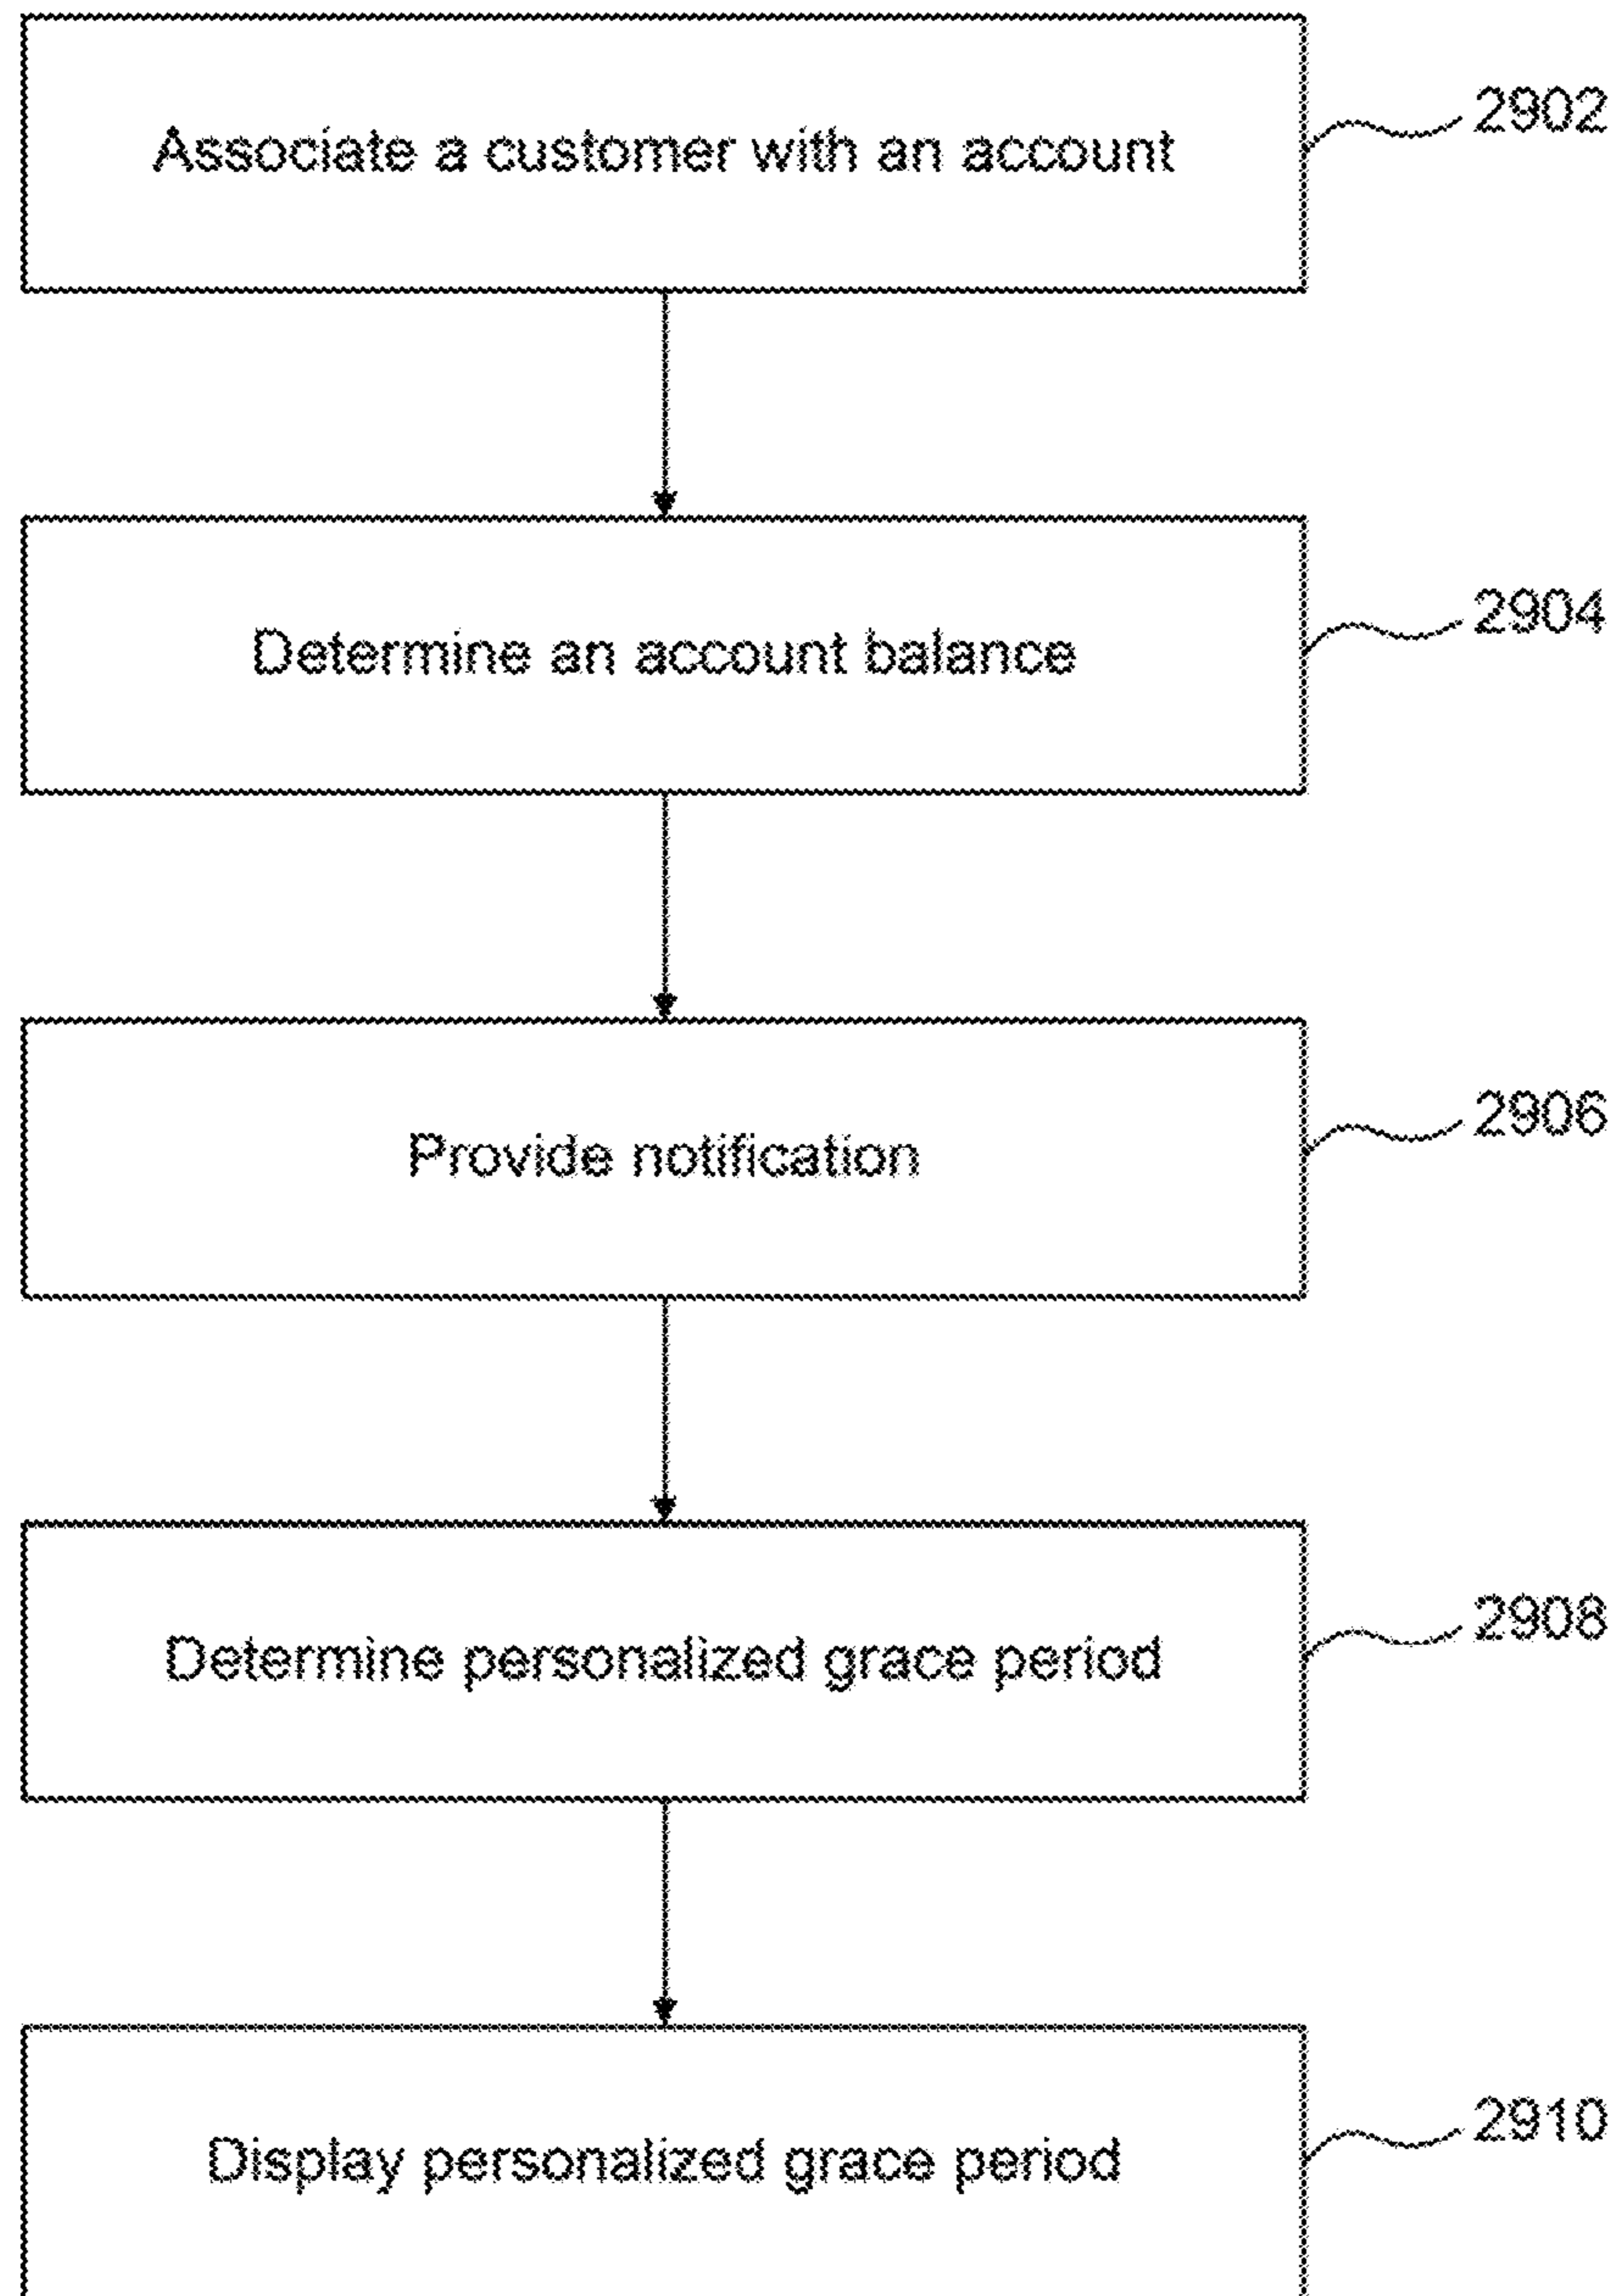 Associate a customer with an account
2902
Determine an account balance
2904
Provide notification
2906
Determine personalized grace period
2908
Display personalized grace period
2910